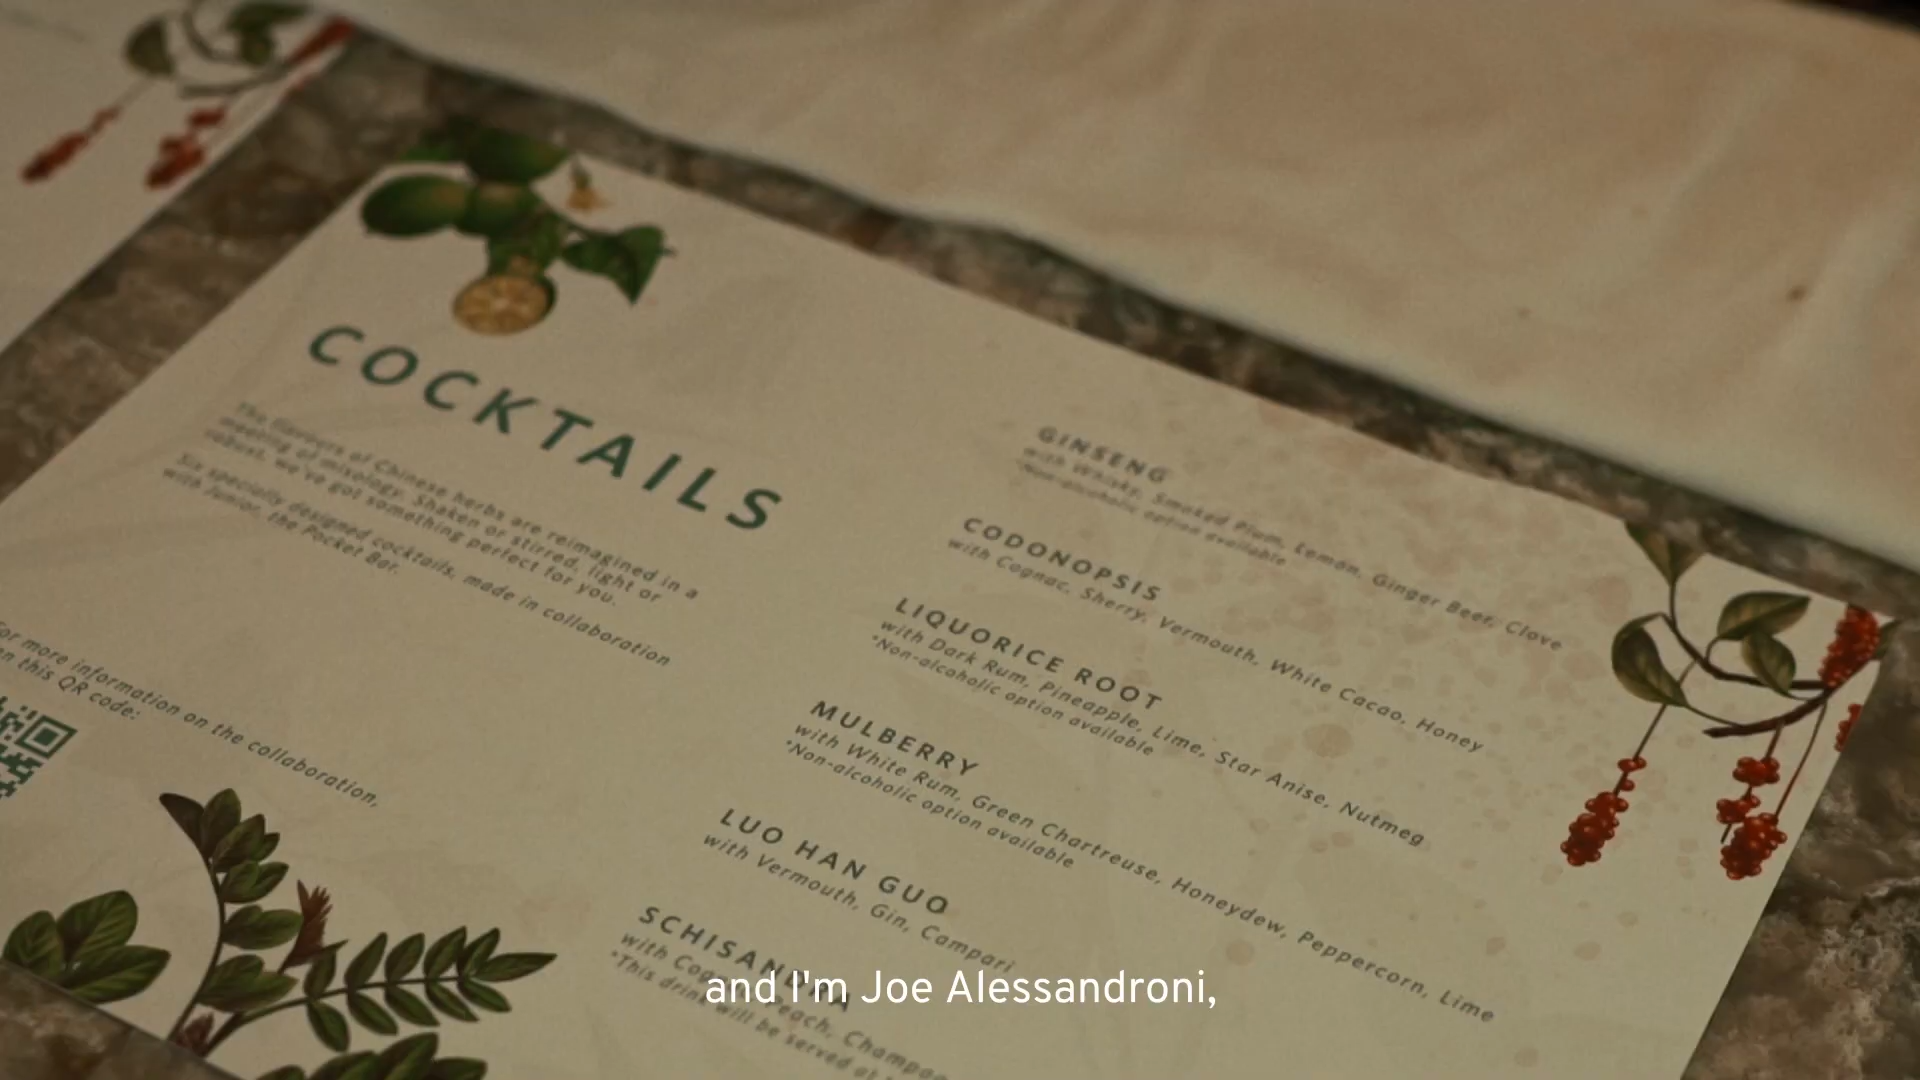 COCKTAILS
The flavours of Chinese herbs are reimagined in a
meeting of mixology. Shaken or stirred, light or
robust, we've got something perfect for you.
Six specially designed cocktails, made in collaboration
with Junior, the Pocket Bar.
For more information on the collaboration,
this QR code:
GINSENG
with Whisky, Smoked Plum, Lemon, Ginger Beer, Clove
*Non-alcoholic option available
CODONOPSIS
with Cognac, Sherry, Vermouth, White Cacao, Honey
LIQUORICE ROOT
with Dark Rum, Pineapple, Lime, Star Anise, Nutmeg
*Non-alcoholic option available
MULBERRY
with White Rum, Green Chartreuse, Honeydew, Peppercorn, Lime
*Non-alcoholic option available
LUO HAN GUO
with Vermouth, Gin, Campari
SCHISANDRA
with Cognac, Peach,
*This drink will be served at
and I'm Joe Alessandroni,